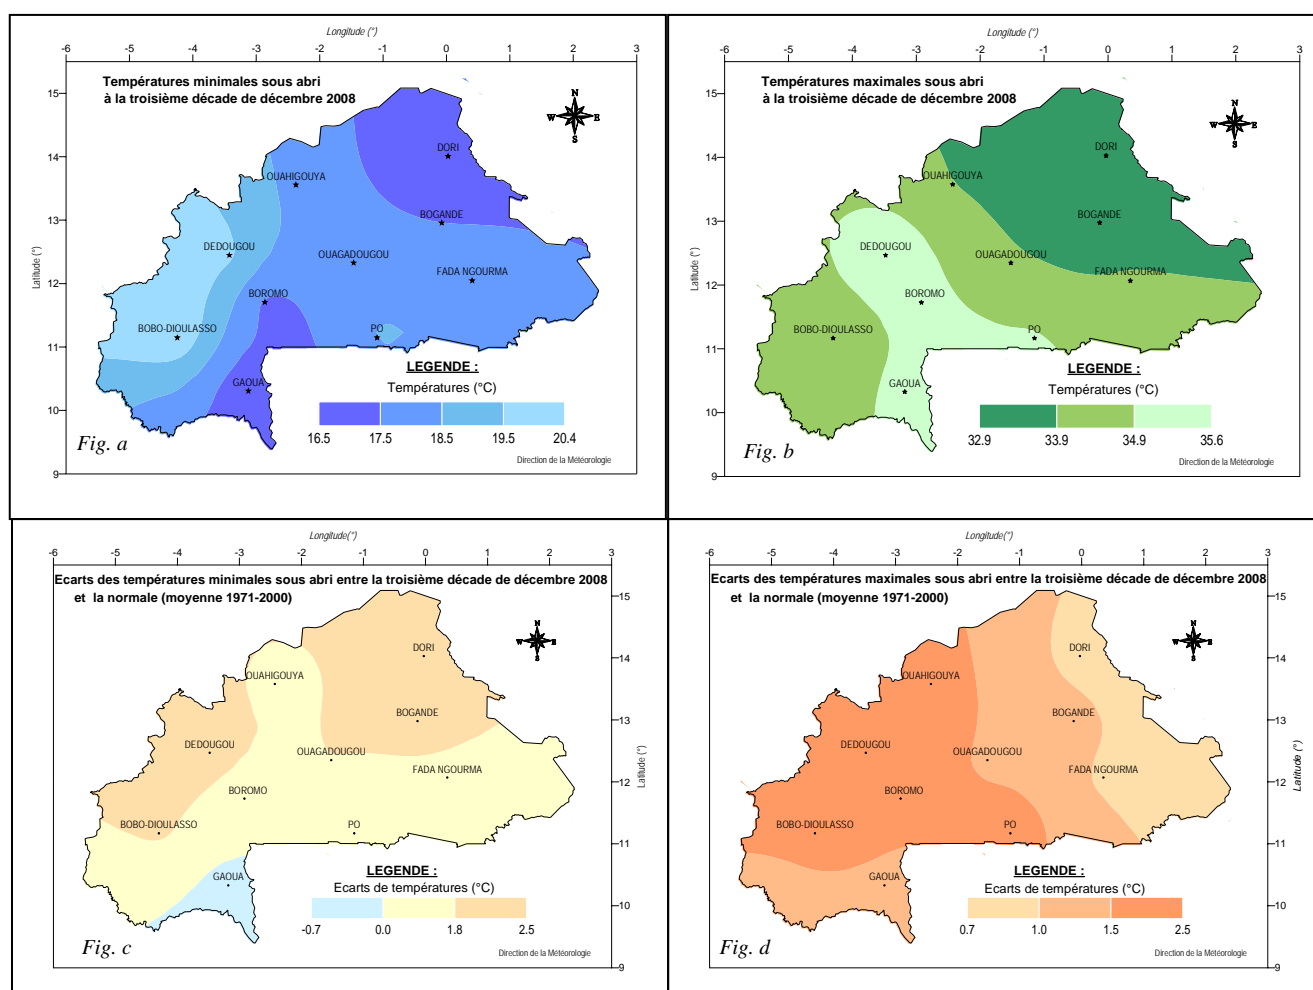 Longitude (°)
-6 -5 -4 -3 -2 -1 0 1 2 3
Températures minimales sous abri
à la troisième décade de décembre 2008
N
W E
S
15
14
13
12
11
10
9
Latitude (°)
DORI
OUAHIGOUYA
BOGANDE
DEDOUGOU
OUAGADOUGOU
FADA NGOURMA
BOROMO
BOBO-DIOULASSO
PO
GAOUA
LEGENDE :
Températures (°C)
16.5 17.5 18.5 19.5 20.4
Fig. a
Direction de la Météorologie
Longitude (°)
-6 -5 -4 -3 -2 -1 0 1 2 3
Températures maximales sous abri
à la troisième décade de décembre 2008
N
W E
S
15
14
13
12
11
10
9
Latitude (°)
DORI
OUAHIGOUYA
BOGANDE
DEDOUGOU
OUAGADOUGOU
FADA NGOURMA
BOROMO
BOBO-DIOULASSO
PO
GAOUA
LEGENDE :
Températures (°C)
32.9 33.9 34.9 35.6
Fig. b
Direction de la Météorologie
Longitude(°)
-6 -5 -4 -3 -2 -1 0 1 2 3
Ecarts des températures minimales sous abri entre la troisième décade de décembre 2008
et la normale (moyenne 1971-2000)
N
W E
S
15
14
13
12
11
10
9
Latitude (°)
DORI
OUAHIGOUYA
BOGANDE
DEDOUGOU
OUAGADOUGOU
FADA NGOURMA
BOROMO
BOBO-DIOULASSO
PO
GAOUA
LEGENDE :
Ecarts de températures (°C)
-0.7 0.0 1.8 2.5
Fig. c
Direction de la Météorologie
Longitude(°)
-6 -5 -4 -3 -2 -1 0 1 2 3
Ecarts des températures maximales sous abri entre la troisième décade de décembre 2008
et la normale (moyenne 1971-2000)
N
W E
S
15
14
13
12
11
10
9
Latitude (°)
DORI
OUAHIGOUYA
BOGANDE
DEDOUGOU
OUAGADOUGOU
FADA NGOURMA
BOROMO
BOBO-DIOULASSO
PO
GAOUA
LEGENDE :
Ecarts de températures (°C)
0.7 1.0 1.5 2.5
Fig. d
Direction de la Météorologie